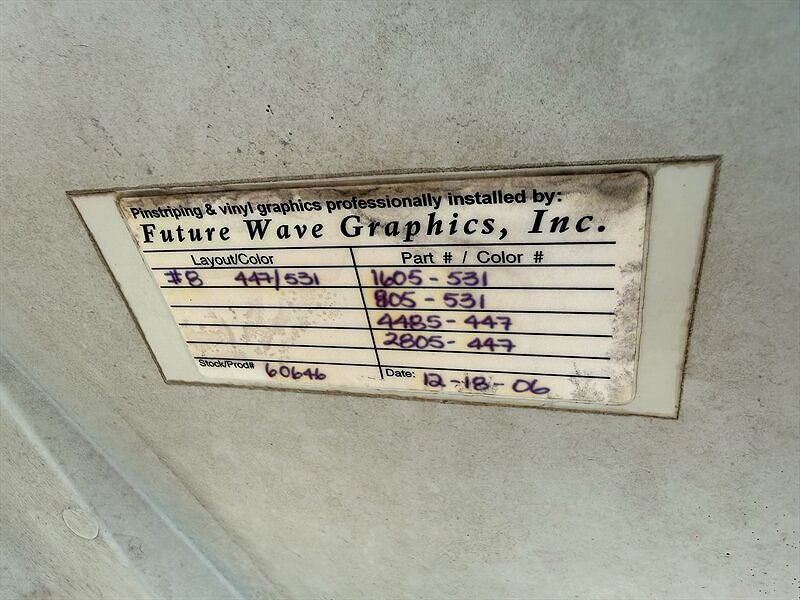 Pinstriping & vinyl graphics professionally installed by:
Future Wave Graphics, Inc.
Layout/Color Part # / Color #
#8 447/531 1605-531
805-531
4485-447
2805-447
Stock/Prod# 60646 Date: 12-18-06